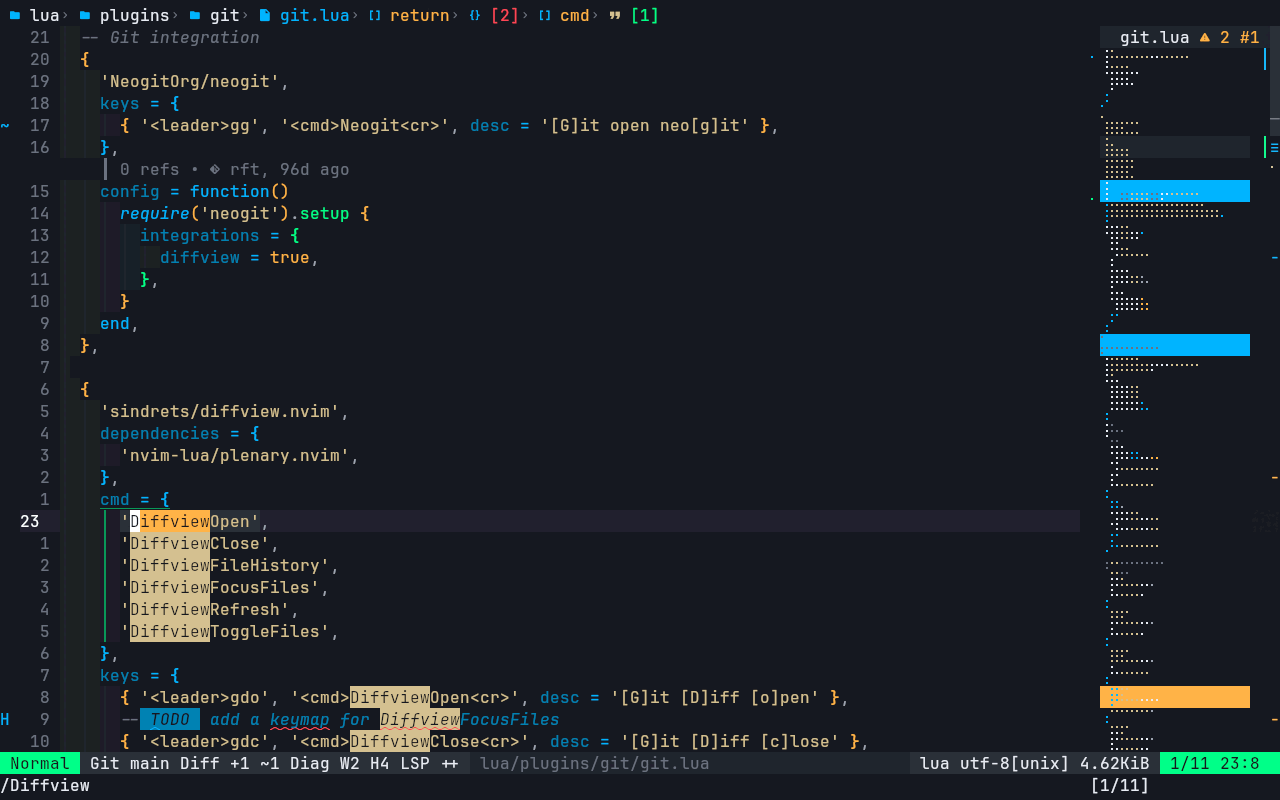 lua› plugins› git› git.lua› return› {} [2]› [] cmd› [1]
git.lua 2 #1
21 -- Git integration
20 {
19 'NeogitOrg/neogit',
18 keys = {
~ 17 { '<leader>gg', '<cmd>Neogit<cr>', desc = '[G]it open neo[g]it' },
16 },
0 refs • rft, 96d ago
15 config = function()
14 require('neogit').setup {
13 integrations = {
12 diffview = true,
11 },
10 }
9 end,
8 },
7
6 {
5 'sindrets/diffview.nvim',
4 dependencies = {
3 'nvim-lua/plenary.nvim',
2 },
1 cmd = {
23 'DiffviewOpen',
1 'DiffviewClose',
2 'DiffviewFileHistory',
3 'DiffviewFocusFiles',
4 'DiffviewRefresh',
5 'DiffviewToggleFiles',
6 },
7 keys = {
8 { '<leader>gdo', '<cmd>DiffviewOpen<cr>', desc = '[G]it [D]iff [o]pen' },
H 9 -- TODO add a keymap for DiffviewFocusFiles
10 { '<leader>gdc', '<cmd>DiffviewClose<cr>', desc = '[G]it [D]iff [c]lose' },
Normal Git main Diff +1 ~1 Diag W2 H4 LSP ++ lua/plugins/git/git.lua lua utf-8[unix] 4.62KiB 1/11 23:8
/Diffview [1/11]